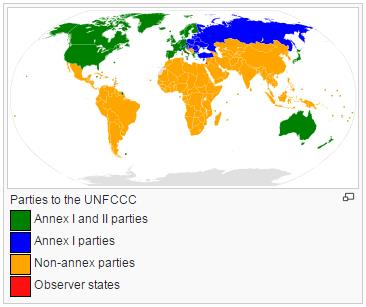 Parties to the UNFCCC
Annex I and II parties
Annex I parties
Non-annex parties
Observer states